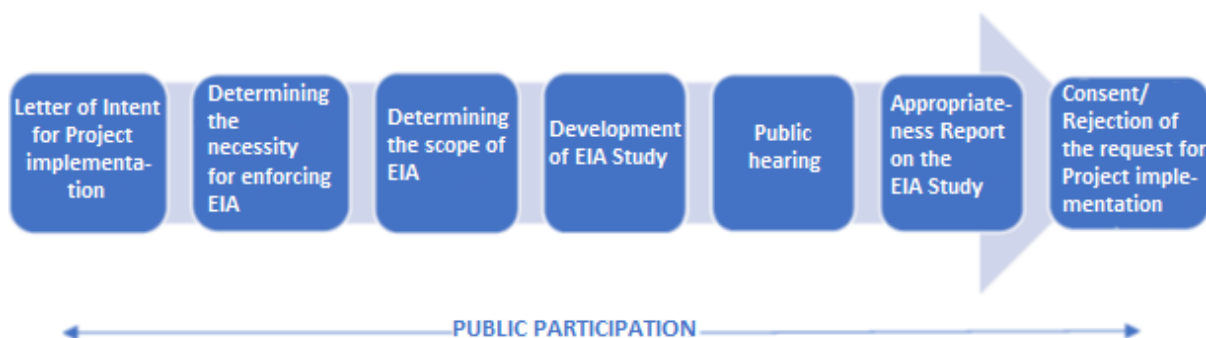 Letter of Intent
for Project
implementa-
tion
Determining
the
necessity
for enforcing
EIA
Determining
the scope of
EIA
Development
of EIA Study
Public
hearing
Appropriate-
ness Report
on the
EIA Study
Consent/
Rejection of
the request for
Project imple-
mentation
PUBLIC PARTICIPATION